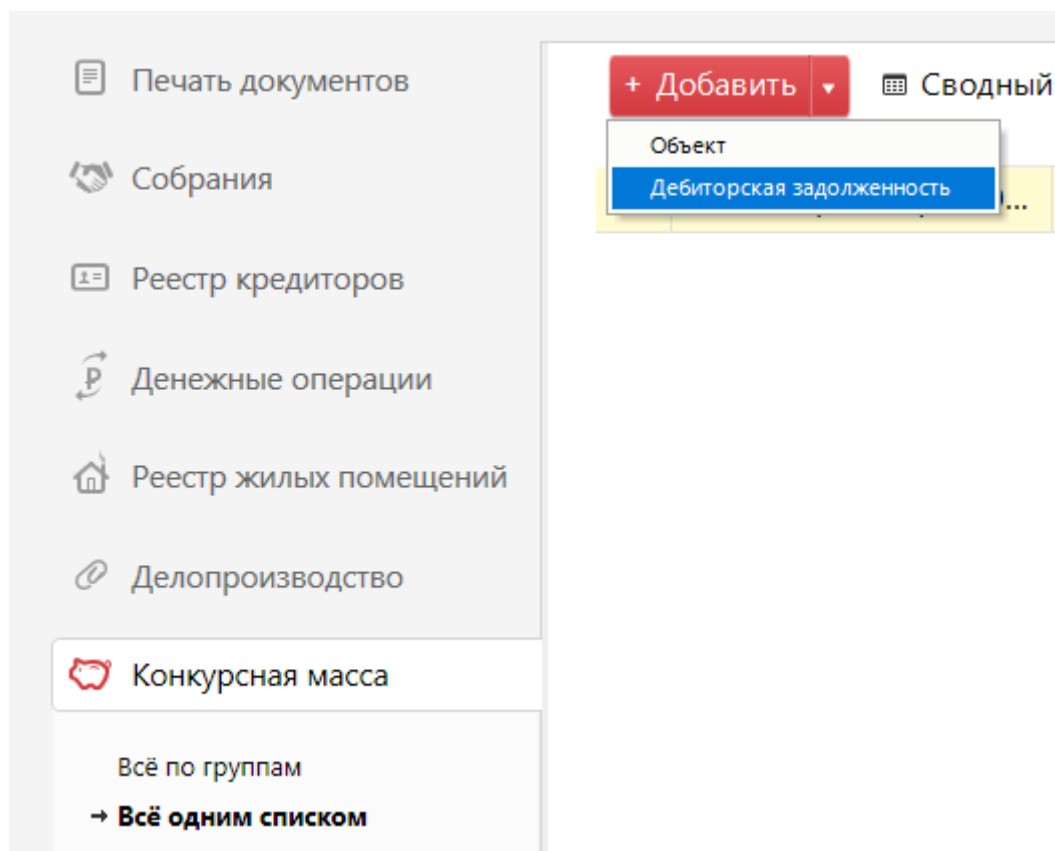 Печать документов
Собрания
Реестр кредиторов
Денежные операции
Реестр жилых помещений
Делопроизводство
Конкурсная масса
Всё по группам
→ Всё одним списком
+ Добавить ▾ Сводный
Объект
Дебиторская задолженность